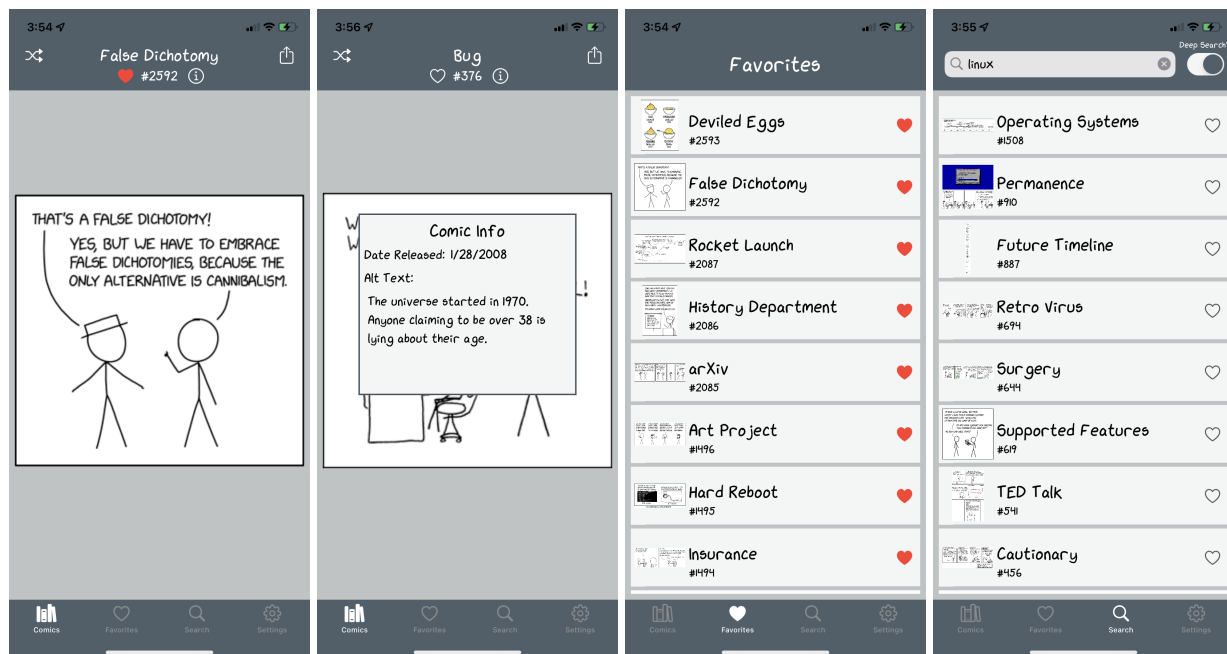 3:54
False Dichotomy
#2592
THAT'S A FALSE DICHOTOMY!
YES, BUT WE HAVE TO EMBRACE
FALSE DICHOTOMIES, BECAUSE THE
ONLY ALTERNATIVE IS CANNIBALISM.
Comics
Favorites
Search
Settings
3:56
Bug
#376
W
W
Comic Info
Date Released: 1/28/2008
Alt Text:
The universe started in 1970.
Anyone claiming to be over 38 is
lying about their age.
!
Comics
Favorites
Search
Settings
3:54
Favorites
Deviled Eggs
#2593
False Dichotomy
#2592
Rocket Launch
#2087
History Department
#2086
arXiv
#2085
Art Project
#1496
Hard Reboot
#1495
Insurance
#1494
Comics
Favorites
Search
Settings
3:55
Deep Search?
linux
Operating Systems
#1508
Permanence
#910
Future Timeline
#887
Retro Virus
#694
Surgery
#644
Supported Features
#619
TED Talk
#541
Cautionary
#456
Comics
Favorites
Search
Settings